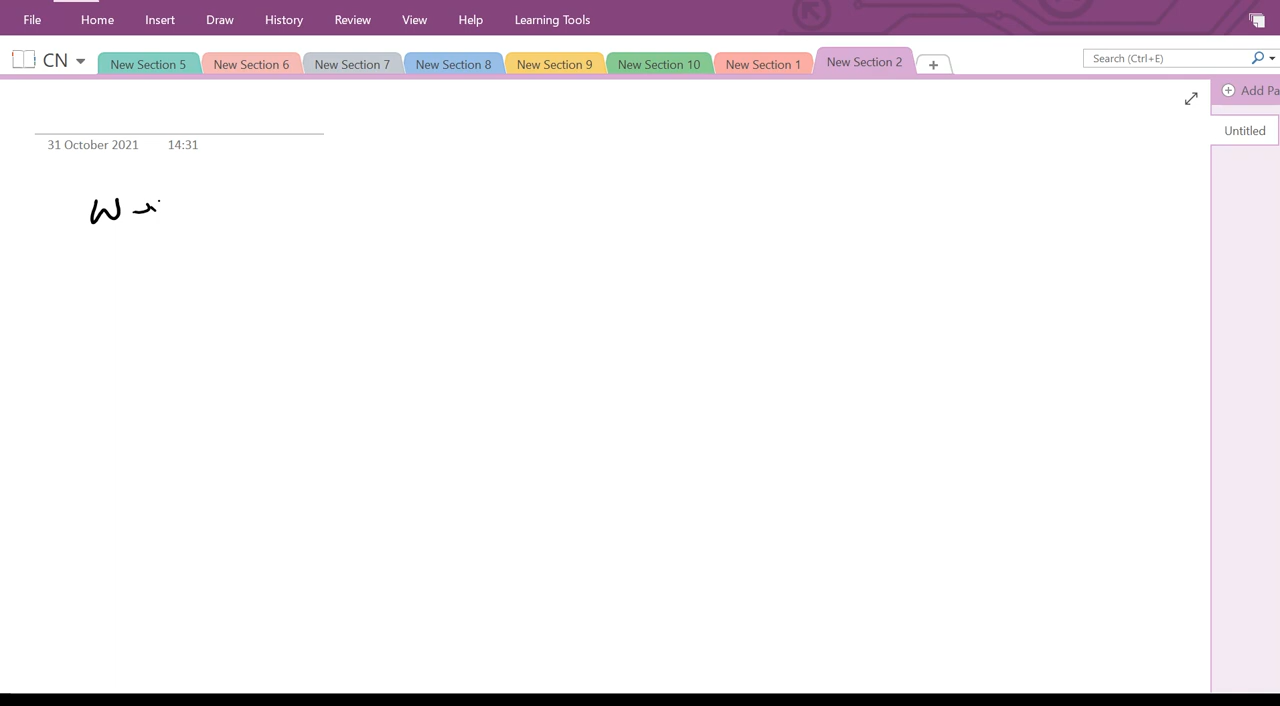 File Home Insert Draw History Review View Help Learning Tools
CN New Section 5 New Section 6 New Section 7 New Section 8 New Section 9 New Section 10 New Section 1 New Section 2 + Search (Ctrl+E)
Add Pa
Untitled
31 October 2021 14:31
W